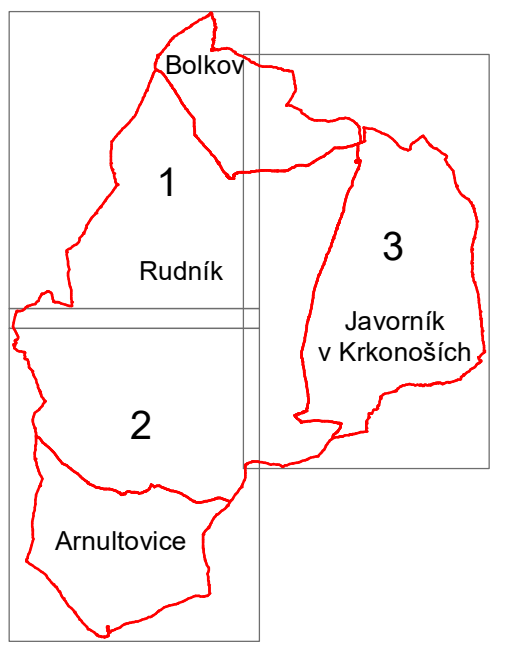 Bolkov
1
3
Rudník
Javorník
v Krkonoších
2
Arnultovice